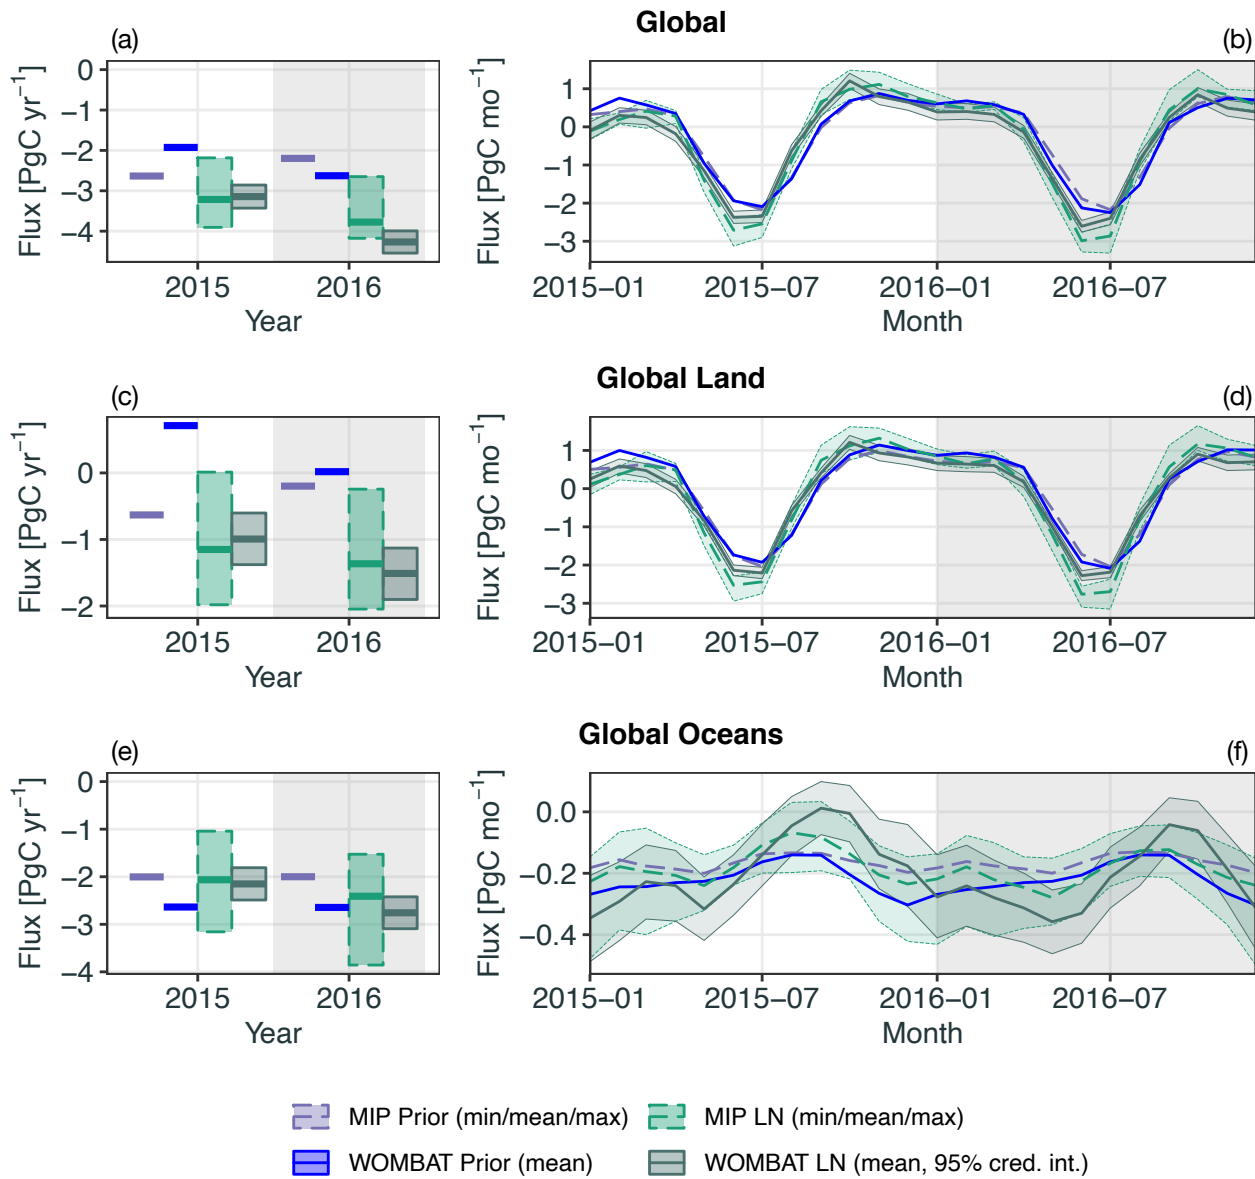 Global
(a)
(b)
Flux [PgC yr−1]
0
−1
−2
−3
−4
2015
2016
Year
Flux [PgC mo−1]
1
0
−1
−2
−3
2015−01
2015−07
2016−01
2016−07
Month
Global Land
(c)
(d)
Flux [PgC yr−1]
0
−1
−2
2015
2016
Year
Flux [PgC mo−1]
1
0
−1
−2
−3
2015−01
2015−07
2016−01
2016−07
Month
Global Oceans
(e)
(f)
Flux [PgC yr−1]
0
−1
−2
−3
−4
2015
2016
Year
Flux [PgC mo−1]
0.0
−0.2
−0.4
2015−01
2015−07
2016−01
2016−07
Month
MIP Prior (min/mean/max)
MIP LN (min/mean/max)
WOMBAT Prior (mean)
WOMBAT LN (mean, 95% cred. int.)